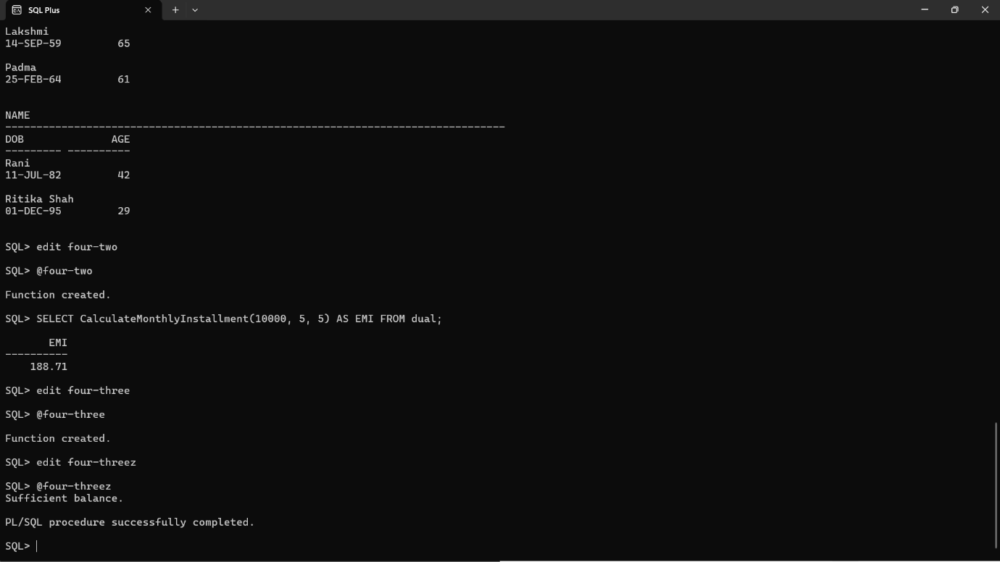 SQL Plus
Lakshmi
14-SEP-59         65
Padma
25-FEB-64         61
NAME
--------------------------------------------------------------------------------
DOB              AGE
--------- ----------
Rani
11-JUL-82         42
Ritika Shah
01-DEC-95         29
SQL> edit four-two
SQL> @four-two
Function created.
SQL> SELECT CalculateMonthlyInstallment(10000, 5, 5) AS EMI FROM dual;
       EMI
----------
    188.71
SQL> edit four-three
SQL> @four-three
Function created.
SQL> edit four-threez
SQL> @four-threez
Sufficient balance.
PL/SQL procedure successfully completed.
SQL>